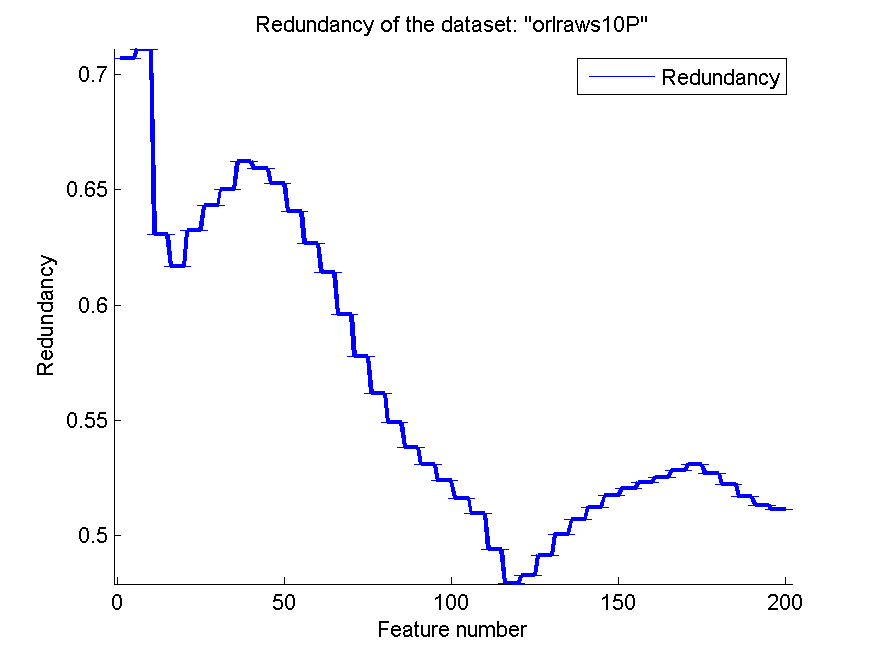 Redundancy of the dataset: "orlraws10P"
Redundancy
0.7
0.65
0.6
0.55
0.5
Redundancy
0
50
100
150
200
Feature number